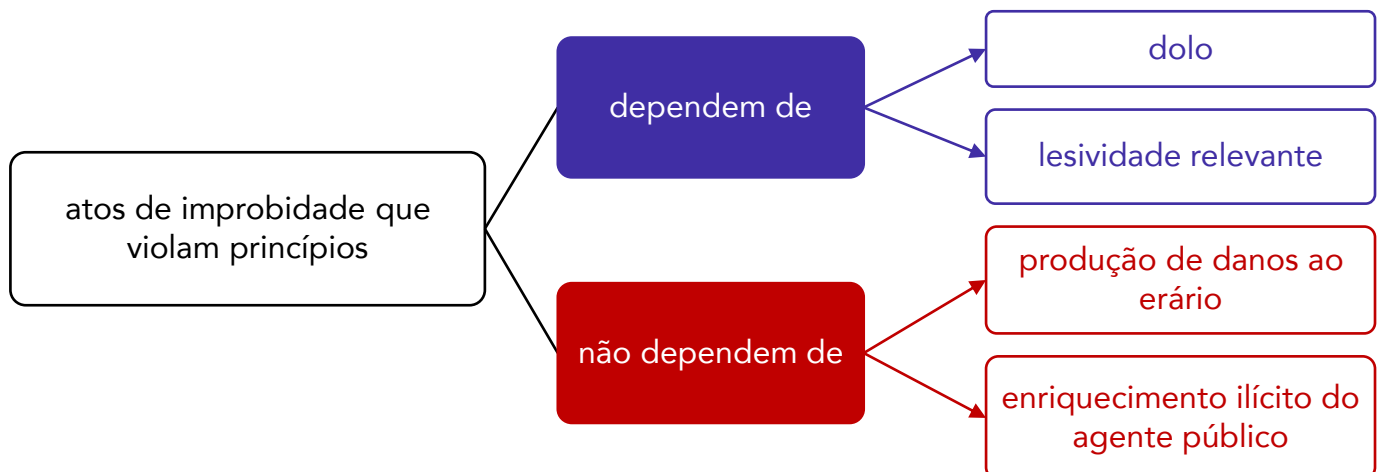 atos de improbidade que
violam princípios
dependem de
dolo
lesividade relevante
não dependem de
produção de danos ao
erário
enriquecimento ilícito do
agente público